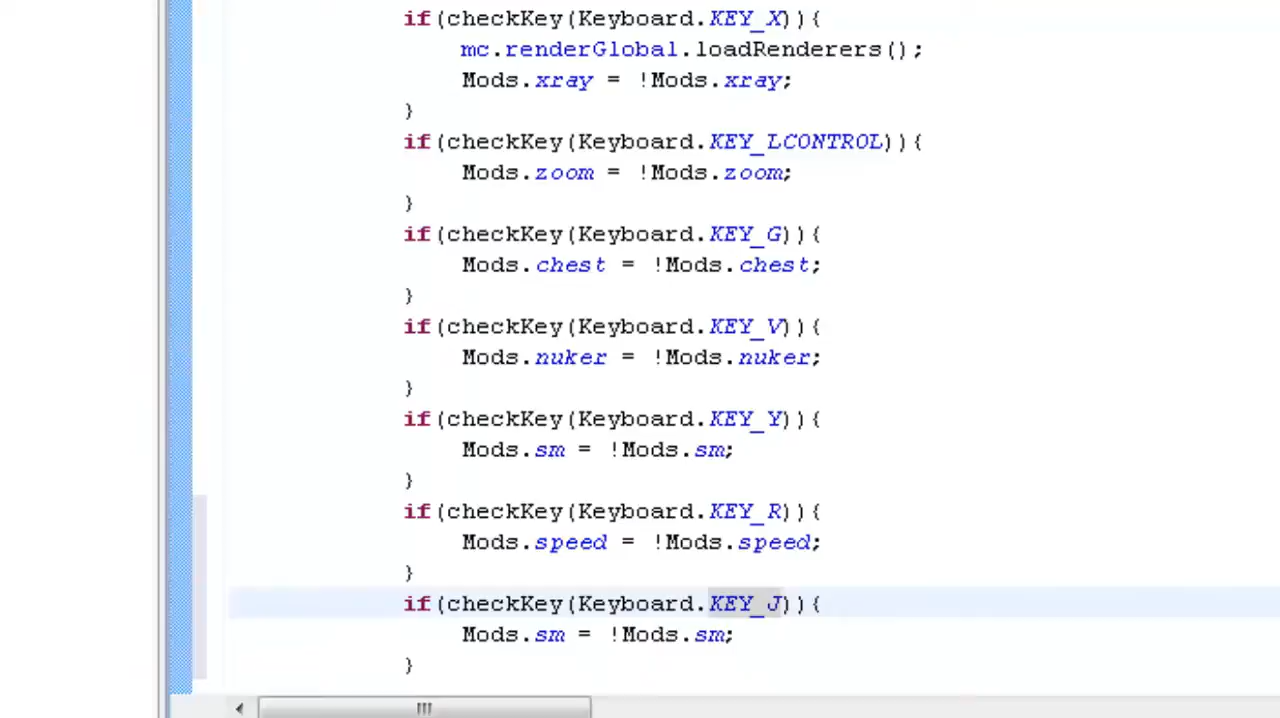 if(checkKey(Keyboard.KEY_X)){
mc.renderGlobal.loadRenderers();
Mods.xray = !Mods.xray;
}
if(checkKey(Keyboard.KEY_LCONTROL)){
Mods.zoom = !Mods.zoom;
}
if(checkKey(Keyboard.KEY_G)){
Mods.chest = !Mods.chest;
}
if(checkKey(Keyboard.KEY_V)){
Mods.nuker = !Mods.nuker;
}
if(checkKey(Keyboard.KEY_Y)){
Mods.sm = !Mods.sm;
}
if(checkKey(Keyboard.KEY_R)){
Mods.speed = !Mods.speed;
}
if(checkKey(Keyboard.KEY_J)){
Mods.sm = !Mods.sm;
}